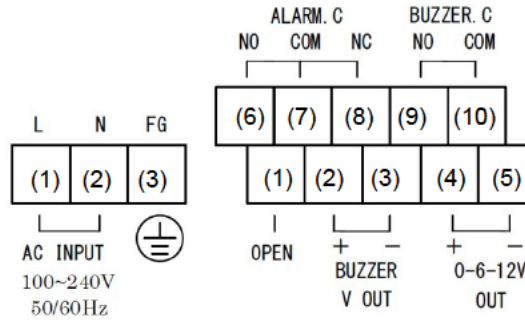 ALARM. C BUZZER. C
NO COM NC NO COM
(6) (7) (8) (9) (10)
L N FG
(1) (2) (3)
(1) (2) (3) (4) (5)
AC INPUT
100~240V
50/60Hz
OPEN
+ − + −
BUZZER
V OUT
0-6-12V
OUT